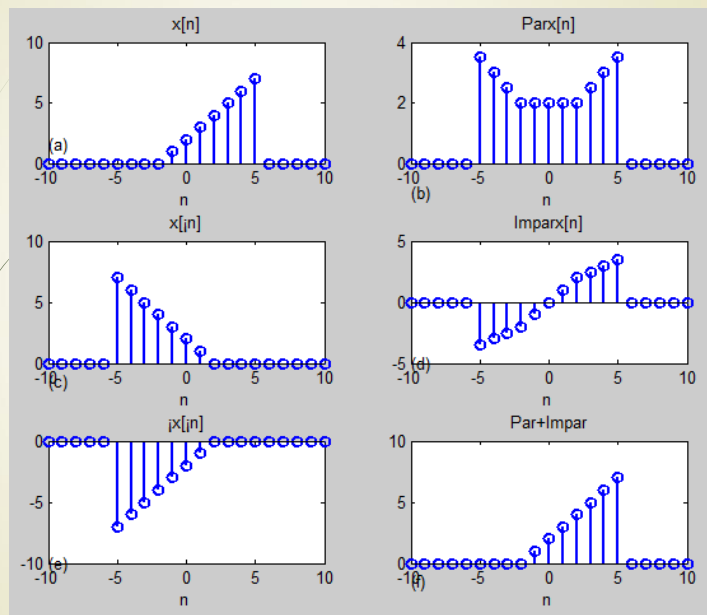 x[n]
10
5
0
(a)
-10 -5 0 5 10
n
Parx[n]
4
2
0
(b)
-10 -5 0 5 10
n
x[¡n]
10
5
0
(c)
-10 -5 0 5 10
n
Imparx[n]
5
0
-5
(d)
-10 -5 0 5 10
n
¡x[¡n]
0
-5
-10
(e)
-10 -5 0 5 10
n
Par+Impar
10
5
0
(f)
-10 -5 0 5 10
n